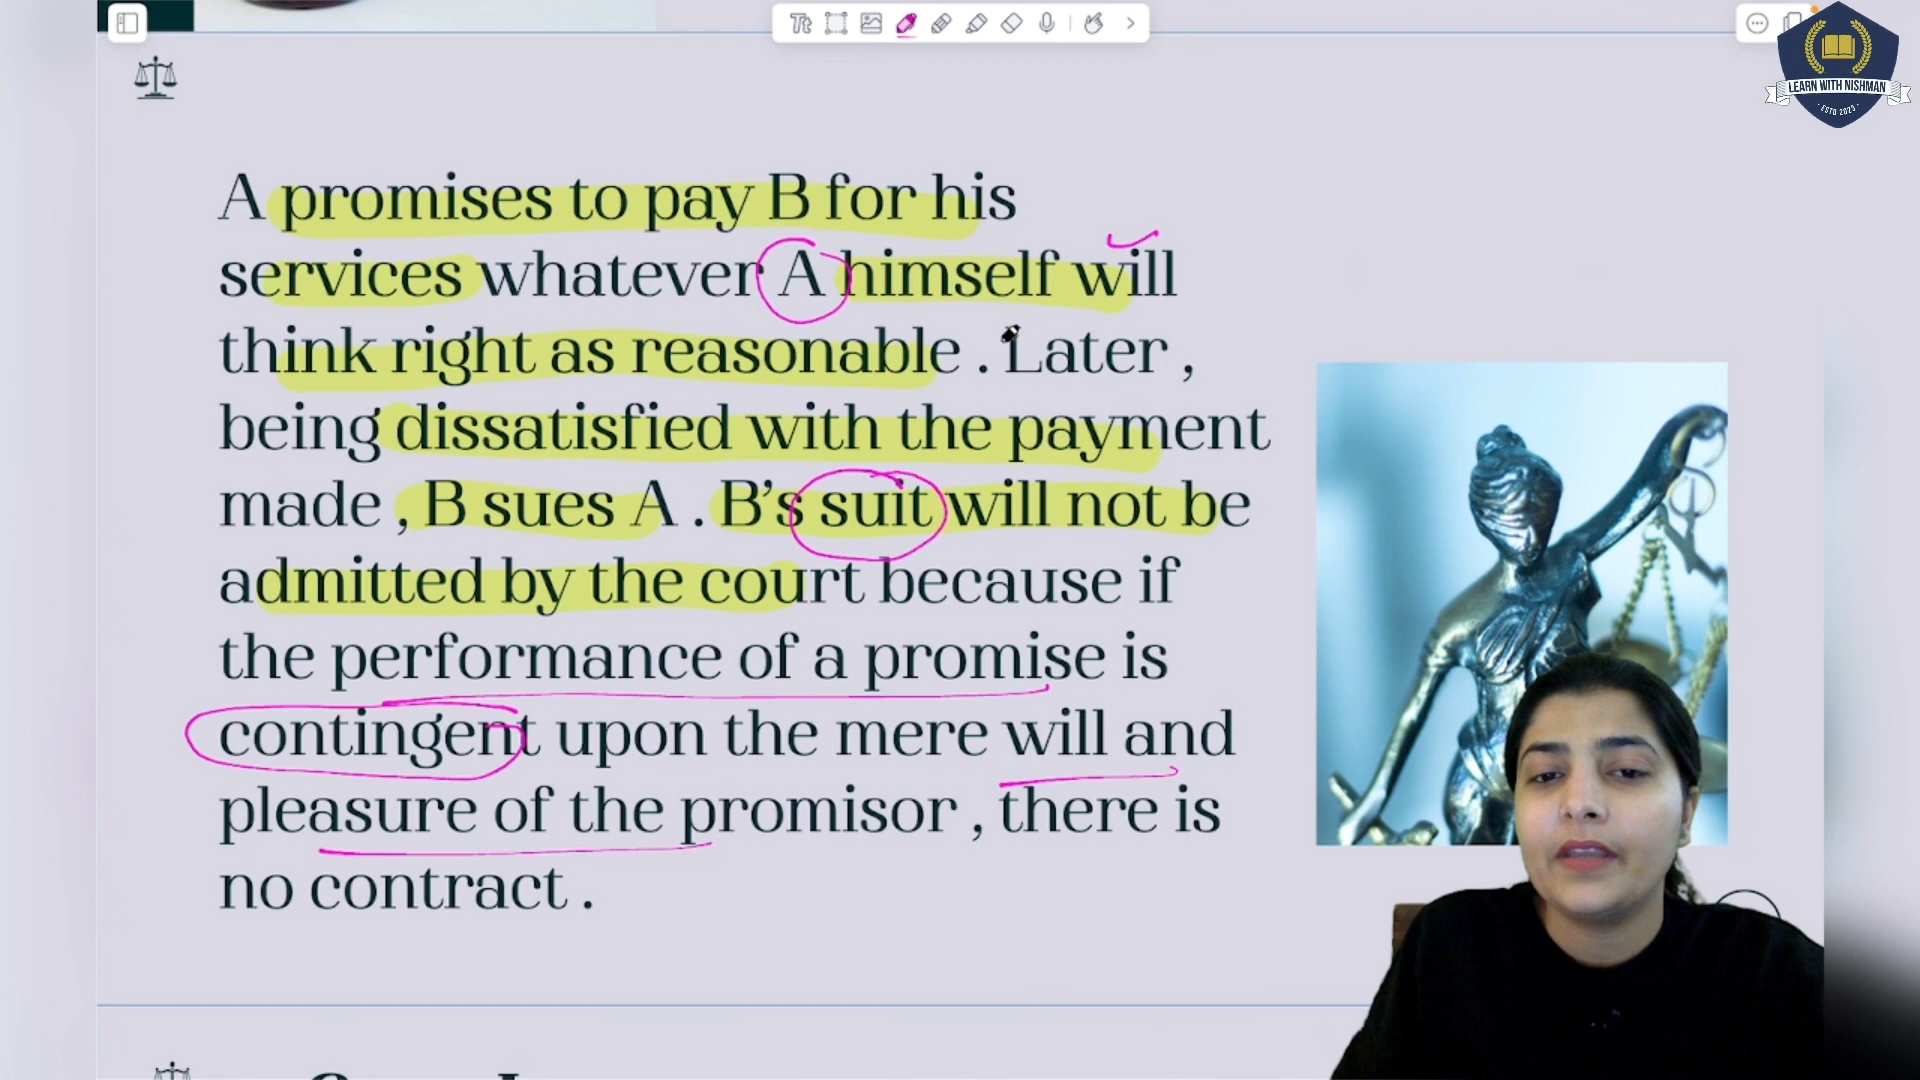 LEARN WITH NISHMAN
ESTD 2023
A promises to pay B for his
services whatever A himself will
think right as reasonable . Later ,
being dissatisfied with the payment
made , B sues A . B's suit will not be
admitted by the court because if
the performance of a promise is
contingent upon the mere will and
pleasure of the promisor , there is
no contract .